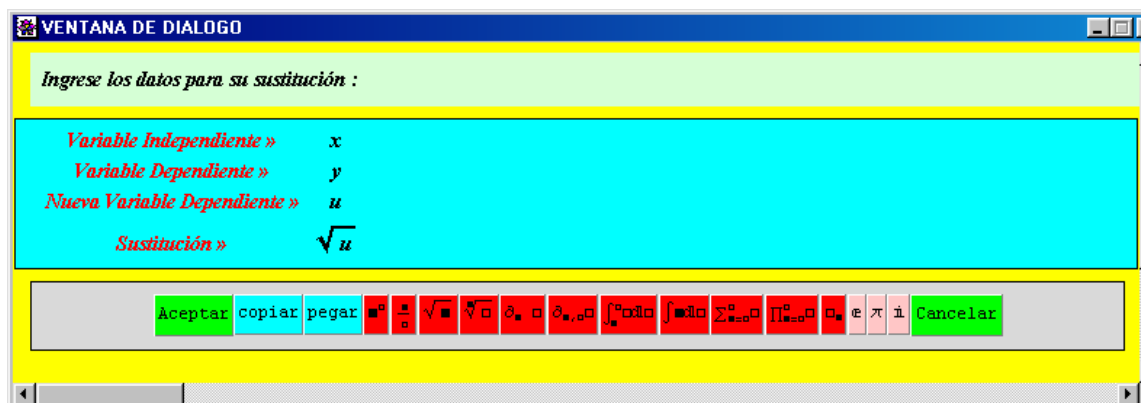 VENTANA DE DIALOGO
Ingrese los datos para su sustitución :
Variable Independiente » x
Variable Dependiente » y
Nueva Variable Dependiente » u
Sustitución » √u
Aceptar copiar pegar ■□ ■/□ √■ ■√□ ∂■ □ ∂■,□□ ∫■□□d□ ∫■d□ ∑■=□□□ ∏■=□□□ □■ e π i Cancelar